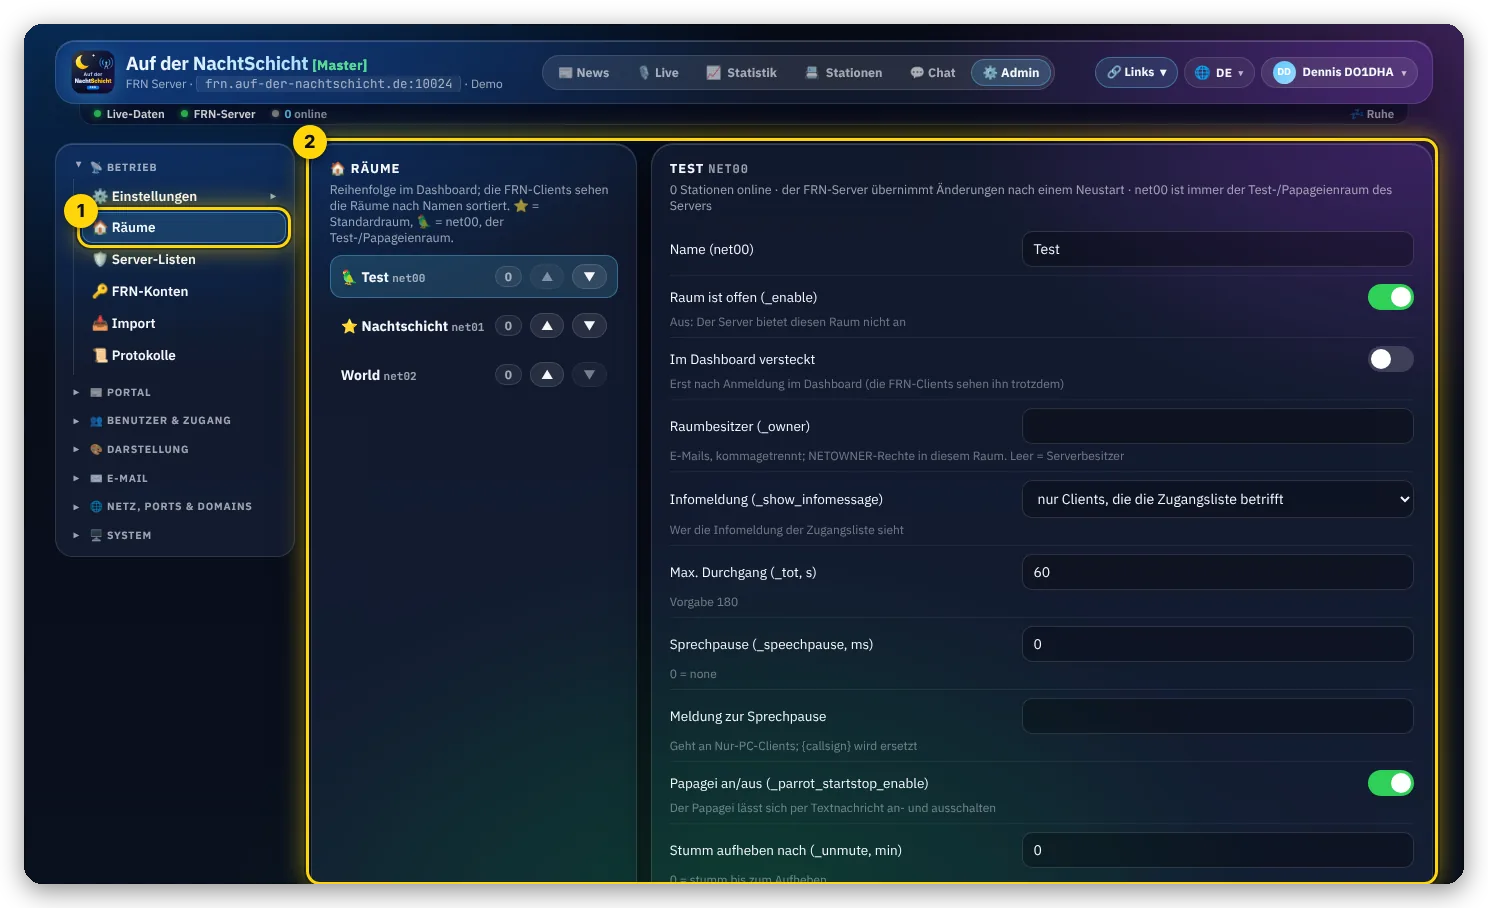 Auf der NachtSchicht [Master]
FRN Server · frn.auf-der-nachtschicht.de:10024 · Demo
News
Live
Statistik
Stationen
Chat
Admin
Links ▾
DE ▾
DD Dennis DO1DHA ▾
Live-Daten
FRN-Server
0 online
Ruhe
BETRIEB
Einstellungen
1
Räume
Server-Listen
FRN-Konten
Import
Protokolle
PORTAL
BENUTZER & ZUGANG
DARSTELLUNG
E-MAIL
NETZ, PORTS & DOMAINS
SYSTEM
2
RÄUME
Reihenfolge im Dashboard; die FRN-Clients sehen
die Räume nach Namen sortiert. ⭐ =
Standardraum, 🦜 = net00, der
Test-/Papageienraum.
Test net00 0 ▲ ▼
Nachtschicht net01 0 ▲ ▼
World net02 0 ▲ ▼
TEST NET00
0 Stationen online · der FRN-Server übernimmt Änderungen nach einem Neustart · net00 ist immer der Test-/Papageienraum des
Servers
Name (net00)
Test
Raum ist offen (_enable)
Aus: Der Server bietet diesen Raum nicht an
Im Dashboard versteckt
Erst nach Anmeldung im Dashboard (die FRN-Clients sehen ihn trotzdem)
Raumbesitzer (_owner)
E-Mails, kommagetrennt; NETOWNER-Rechte in diesem Raum. Leer = Serverbesitzer
Infomeldung (_show_infomessage)
nur Clients, die die Zugangsliste betrifft
Wer die Infomeldung der Zugangsliste sieht
Max. Durchgang (_tot, s)
60
Vorgabe 180
Sprechpause (_speechpause, ms)
0
0 = none
Meldung zur Sprechpause
Geht an Nur-PC-Clients; {callsign} wird ersetzt
Papagei an/aus (_parrot_startstop_enable)
Der Papagei lässt sich per Textnachricht an- und ausschalten
Stumm aufheben nach (_unmute, min)
0
0 = stumm bis zum Aufheben